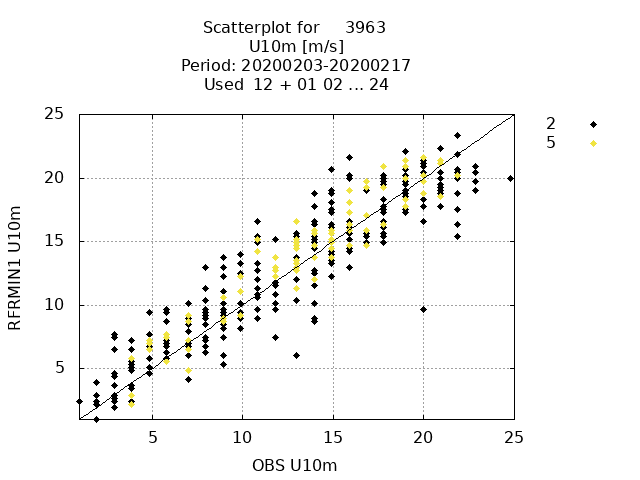 Scatterplot for 3963
U10m [m/s]
Period: 20200203-20200217
Used 12 + 01 02 ... 24
25
20
15
10
5
RFRMIN1 U10m
5 10 15 20 25
OBS U10m
2
5